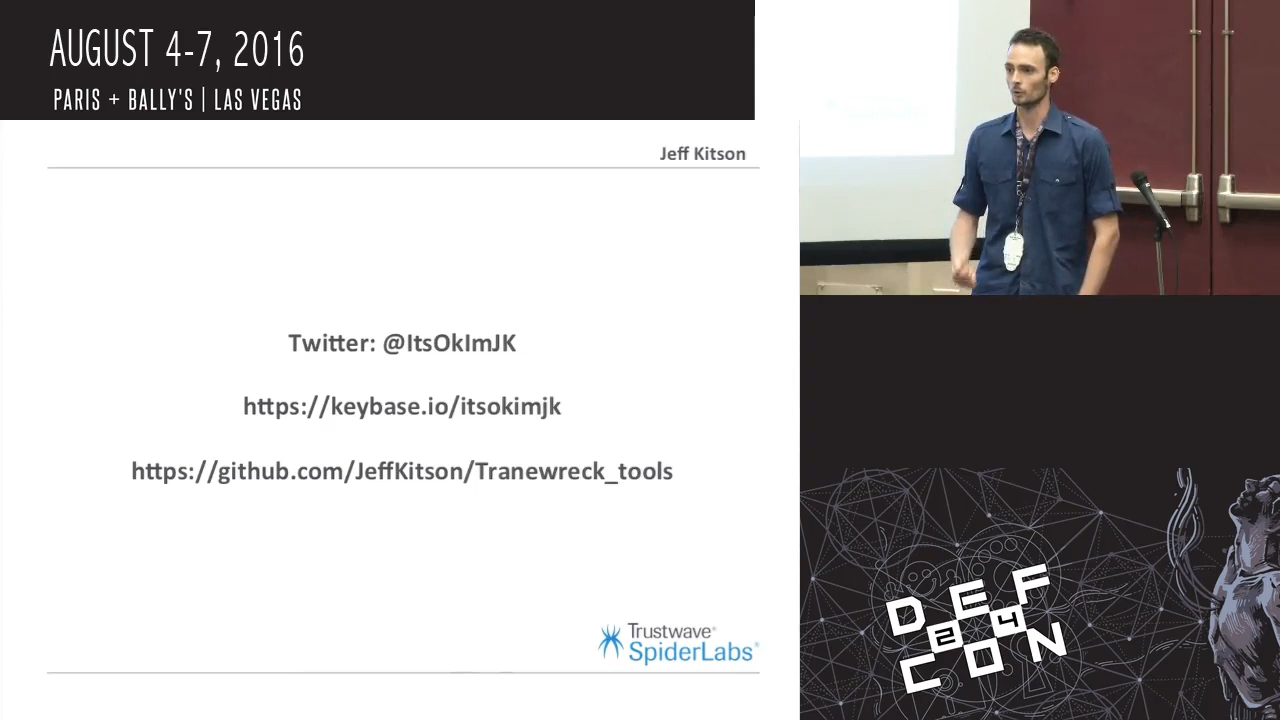 AUGUST 4-7, 2016
PARIS + BALLY'S | LAS VEGAS
Jeff Kitson
Twitter: @ItsOkImJK
https://keybase.io/itsokimjk
https://github.com/JeffKitson/Tranewreck_tools
Trustwave®
SpiderLabs®
DEF
24
CON